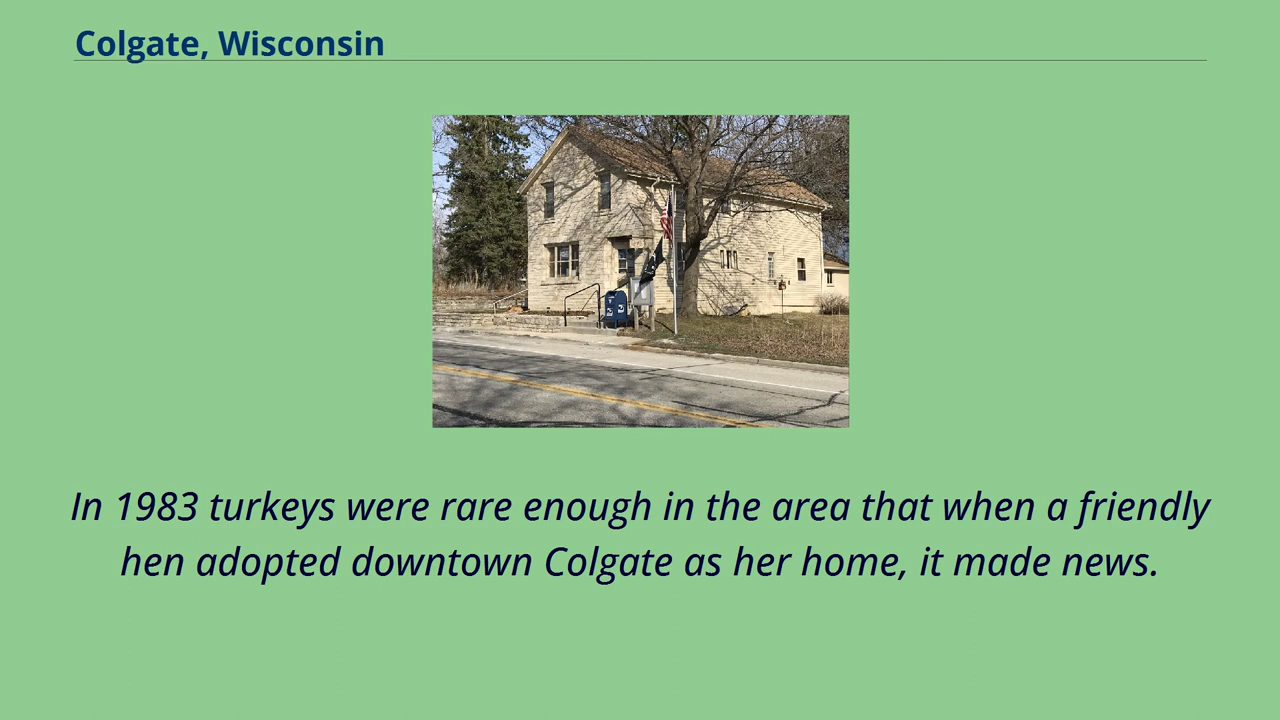 Colgate, Wisconsin
In 1983 turkeys were rare enough in the area that when a friendly
hen adopted downtown Colgate as her home, it made news.